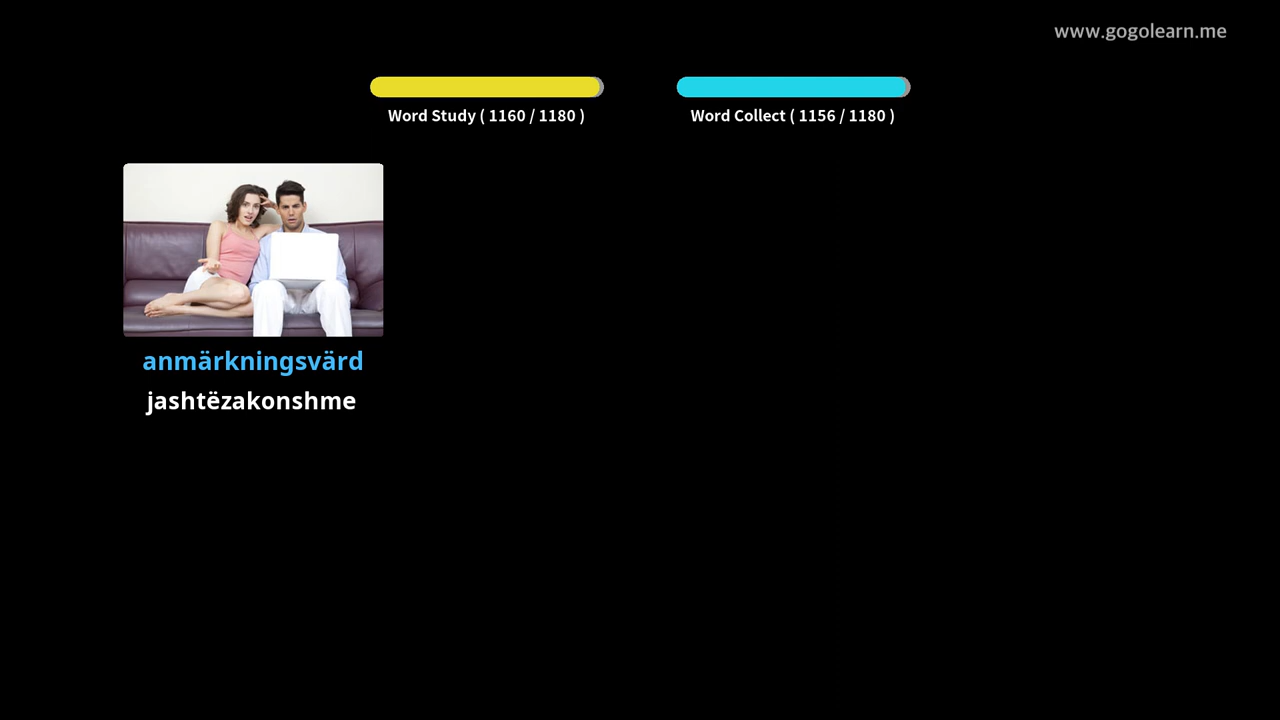 www.gogolearn.me
Word Study ( 1160 / 1180 )
Word Collect ( 1156 / 1180 )
anmärkningsvärd
jashtëzakonshme